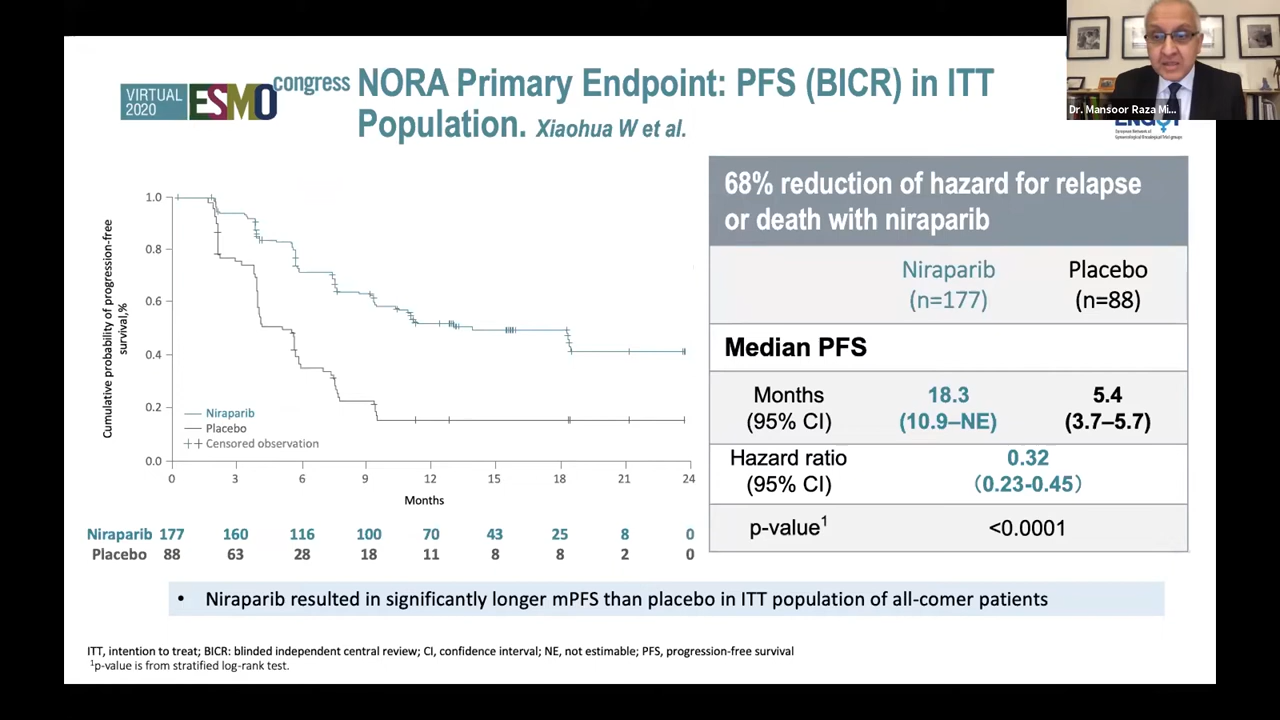 VIRTUAL
2020
ESMO
congress
NORA Primary Endpoint: PFS (BICR) in ITT
Population. Xiaohua W et al.
Dr. Mansoor Raza Mi...
European Network of
Gynaecological Oncological Trial groups
68% reduction of hazard for relapse
or death with niraparib
Niraparib Placebo
(n=177) (n=88)
Median PFS
Months 18.3 5.4
(95% CI) (10.9–NE) (3.7–5.7)
Hazard ratio 0.32
(95% CI) (0.23-0.45)
p-value1 <0.0001
Cumulative probability of progression-free
survival,%
1.0
0.8
0.6
0.4
0.2
0.0
Niraparib
Placebo
Censored observation
0 3 6 9 12 15 18 21 24
Months
Niraparib 177 160 116 100 70 43 25 8 0
Placebo 88 63 28 18 11 8 8 2 0
• Niraparib resulted in significantly longer mPFS than placebo in ITT population of all-comer patients
ITT, intention to treat; BICR: blinded independent central review; CI, confidence interval; NE, not estimable; PFS, progression-free survival
1p-value is from stratified log-rank test.